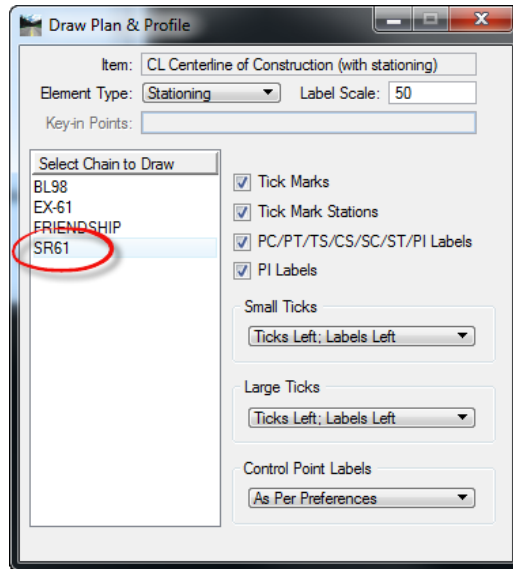 Draw Plan & Profile
Item: CL Centerline of Construction (with stationing)
Element Type: Stationing Label Scale: 50
Key-in Points:
Select Chain to Draw
BL98
EX-61
FRIENDSHIP
SR61
Tick Marks
Tick Mark Stations
PC/PT/TS/CS/SC/ST/PI Labels
PI Labels
Small Ticks
Ticks Left; Labels Left
Large Ticks
Ticks Left; Labels Left
Control Point Labels
As Per Preferences